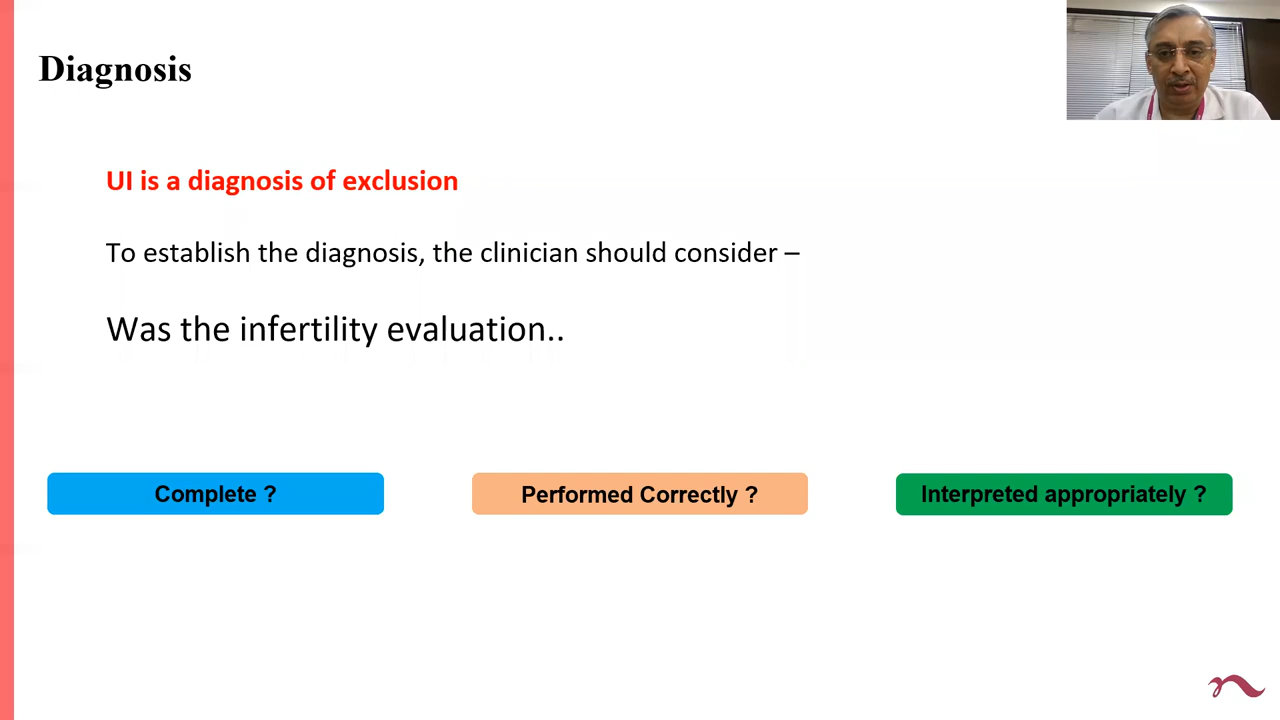 Diagnosis
UI is a diagnosis of exclusion
To establish the diagnosis, the clinician should consider –
Was the infertility evaluation..
Complete ?
Performed Correctly ?
Interpreted appropriately ?